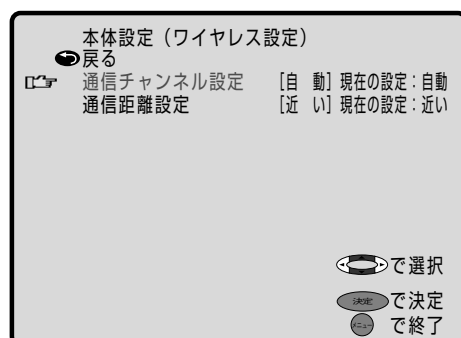 本体設定（ワイヤレス設定）
戻る
通信チャンネル設定 [自 動] 現在の設定：自動
通信距離設定 [近 い] 現在の設定：近い
で選択
決定 で決定
メニュー で終了